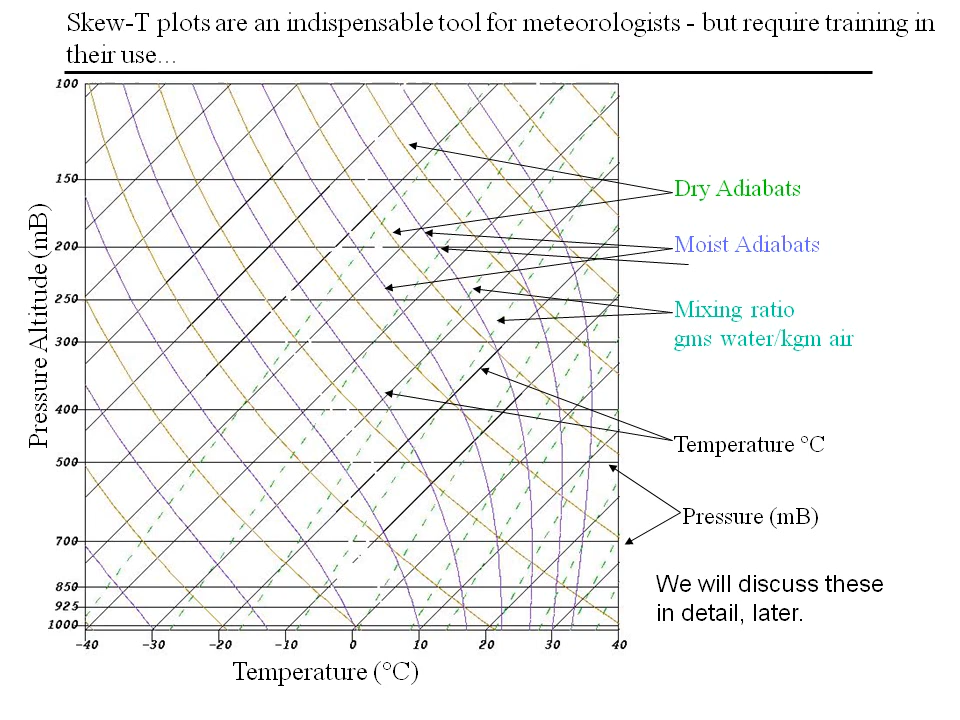 Skew-T plots are an indispensable tool for meteorologists - but require training in
their use...
100
150
200
250
300
400
500
700
850
925
1000
Pressure Altitude (mB)
-40
-30
-20
-10
0
10
20
30
40
Temperature (°C)
Dry Adiabats
Moist Adiabats
Mixing ratio
gms water/kgm air
Temperature °C
Pressure (mB)
We will discuss these
in detail, later.